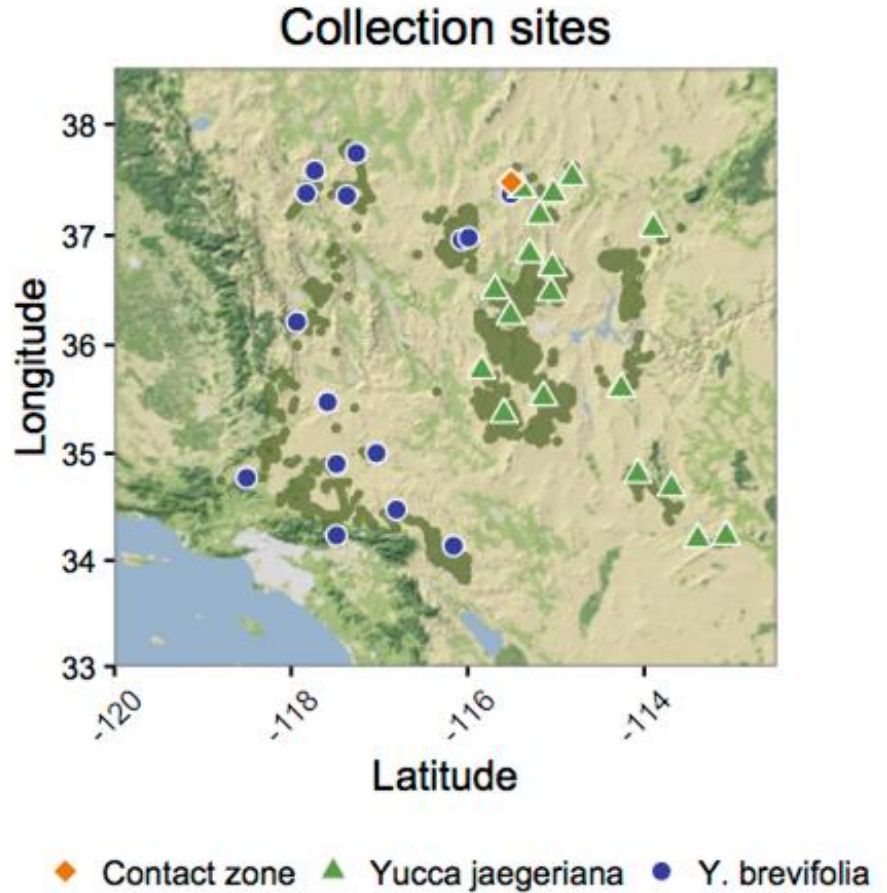 Collection sites
38
37
36
35
34
33
Longitude
-120
-118
-116
-114
Latitude
Contact zone Yucca jaegeriana Y. brevifolia